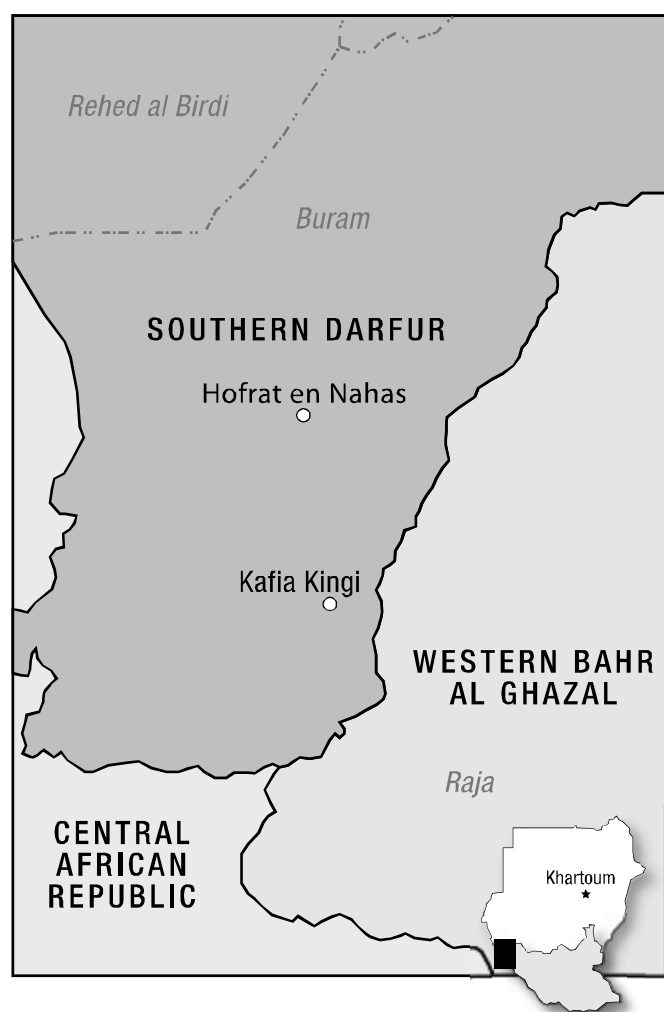 Rehed al Birdi
Buram
SOUTHERN DARFUR
Hofrat en Nahas
Kafia Kingi
WESTERN BAHR
AL GHAZAL
Raja
CENTRAL
AFRICAN
REPUBLIC
Khartoum